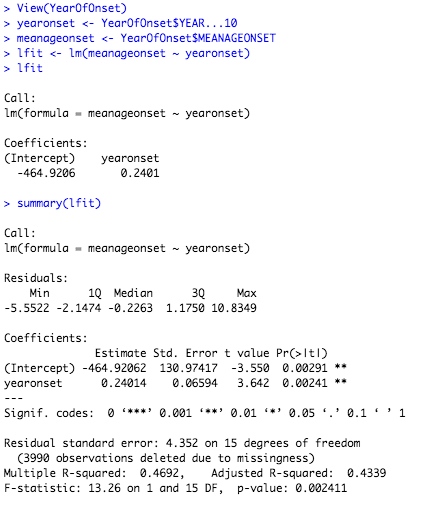 > View(YearOfOnset)
> yearonset <- YearOfOnset$YEAR...10
> meanageonset <- YearOfOnset$MEANAGEONSET
> lfit <- lm(meanageonset ~ yearonset)
> lfit
Call:
lm(formula = meanageonset ~ yearonset)
Coefficients:
(Intercept)    yearonset
  -464.9206       0.2401
> summary(lfit)
Call:
lm(formula = meanageonset ~ yearonset)
Residuals:
    Min      1Q  Median      3Q     Max
-5.5522 -2.1474 -0.2263  1.1750 10.8349
Coefficients:
             Estimate Std. Error t value Pr(>|t|)
(Intercept) -464.92062  130.97417  -3.550  0.00291 **
yearonset      0.24014    0.06594   3.642  0.00241 **
---
Signif. codes:  0 ‘***’ 0.001 ‘**’ 0.01 ‘*’ 0.05 ‘.’ 0.1 ‘ ’ 1
Residual standard error: 4.352 on 15 degrees of freedom
  (3990 observations deleted due to missingness)
Multiple R-squared:  0.4692,    Adjusted R-squared:  0.4339
F-statistic: 13.26 on 1 and 15 DF,  p-value: 0.002411